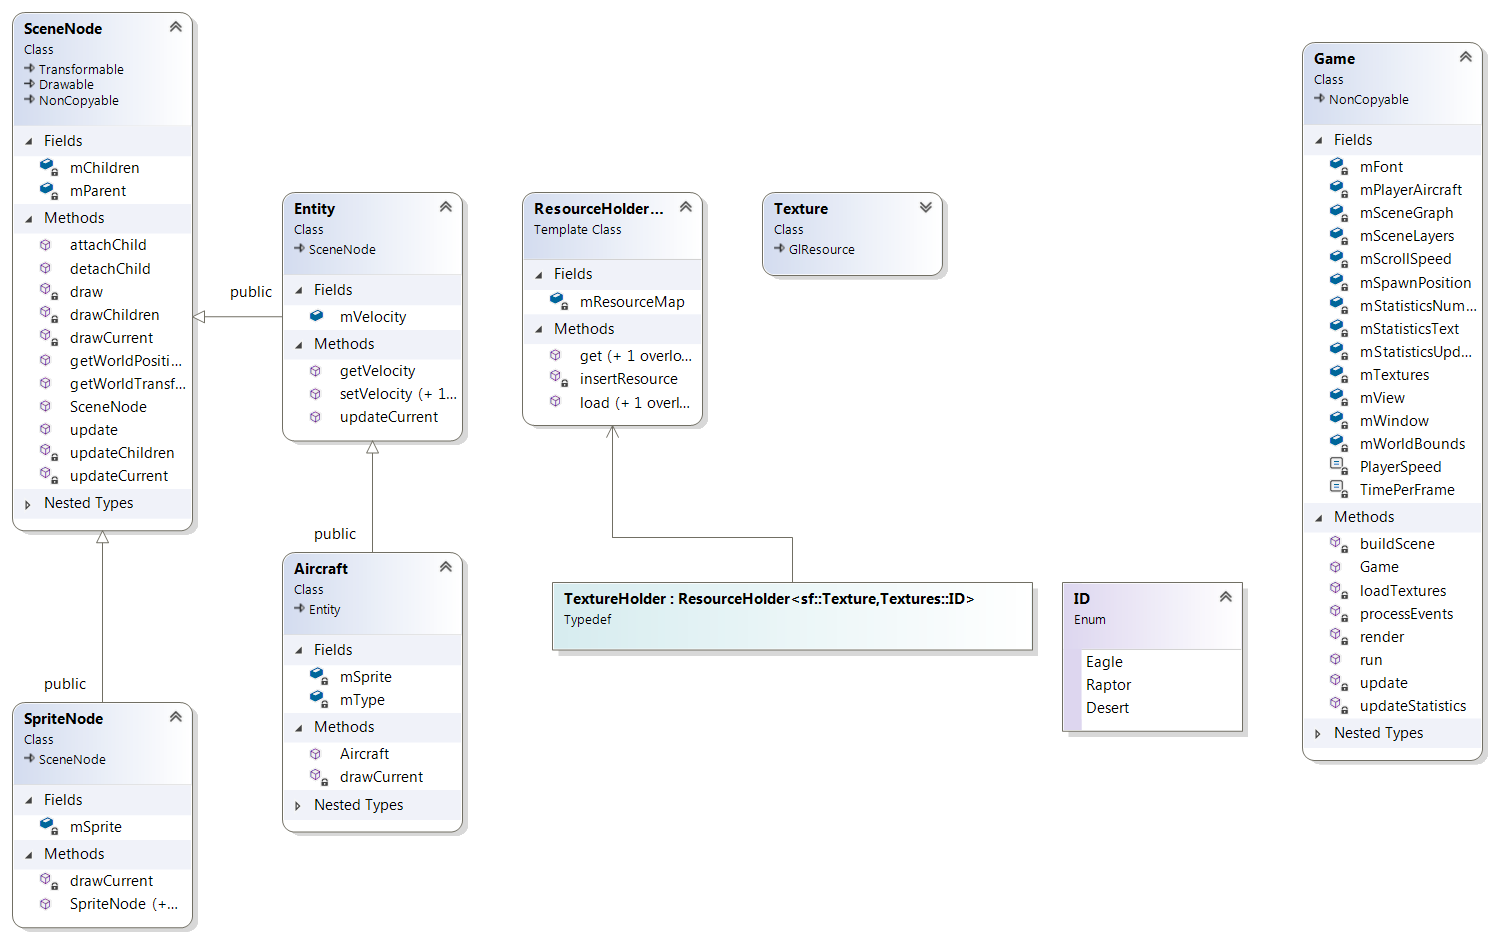 SceneNode
Class
Transformable
Drawable
NonCopyable
Fields
mChildren
mParent
Methods
attachChild
detachChild
draw
drawChildren
drawCurrent
getWorldPositi...
getWorldTransf...
SceneNode
update
updateChildren
updateCurrent
Nested Types
public
public
SpriteNode
Class
SceneNode
Fields
mSprite
Methods
drawCurrent
SpriteNode (+...
Entity
Class
SceneNode
Fields
mVelocity
Methods
getVelocity
setVelocity (+ 1...
updateCurrent
public
Aircraft
Class
Entity
Fields
mSprite
mType
Methods
Aircraft
drawCurrent
Nested Types
ResourceHolder...
Template Class
Fields
mResourceMap
Methods
get (+ 1 overlo...
insertResource
load (+ 1 overl...
Texture
Class
GlResource
TextureHolder : ResourceHolder<sf::Texture,Textures::ID>
Typedef
ID
Enum
Eagle
Raptor
Desert
Game
Class
NonCopyable
Fields
mFont
mPlayerAircraft
mSceneGraph
mSceneLayers
mScrollSpeed
mSpawnPosition
mStatisticsNum...
mStatisticsText
mStatisticsUpd...
mTextures
mView
mWindow
mWorldBounds
PlayerSpeed
TimePerFrame
Methods
buildScene
Game
loadTextures
processEvents
render
run
update
updateStatistics
Nested Types